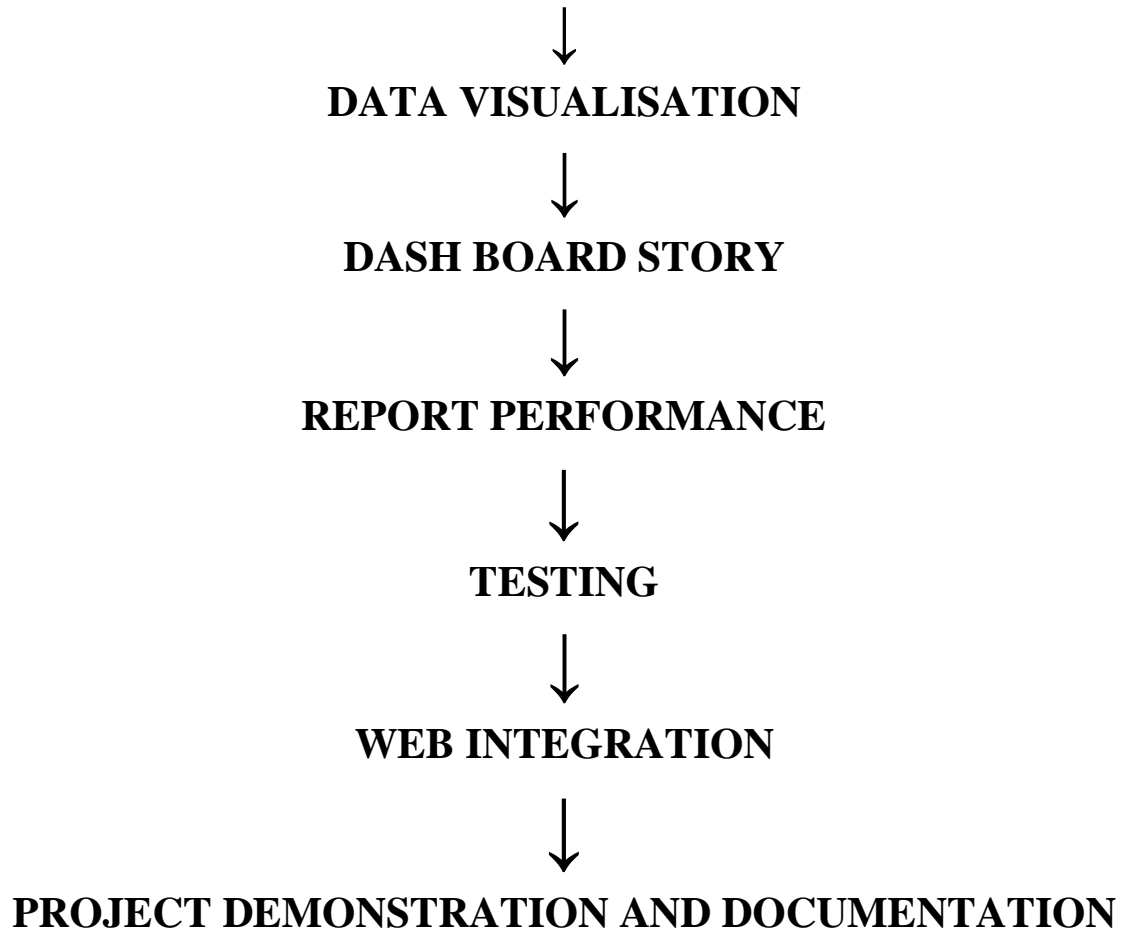 DATA VISUALISATION
DASH BOARD STORY
REPORT PERFORMANCE
TESTING
WEB INTEGRATION
PROJECT DEMONSTRATION AND DOCUMENTATION